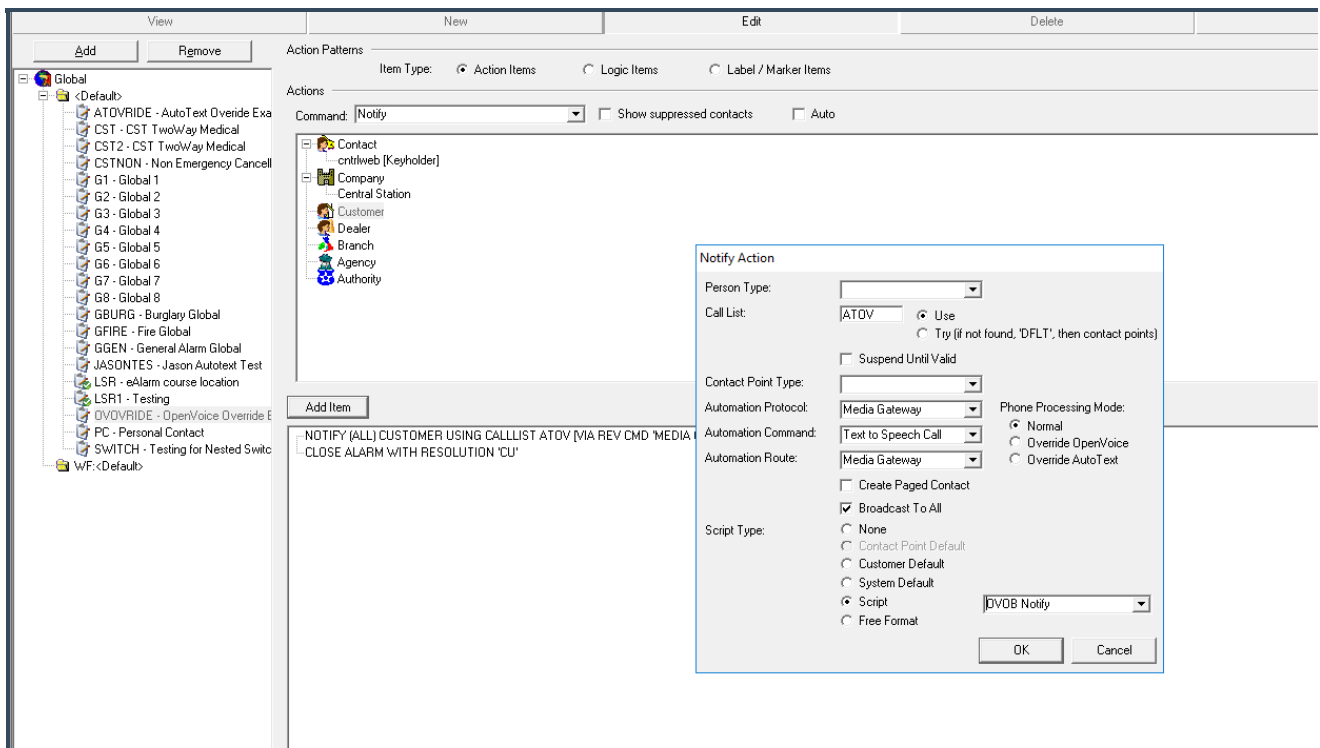 View New Edit Delete
Add Remove
Global
<Default>
ATOVRIDE - AutoText Overide Exa
CST - CST TwoWay Medical
CST2 - CST TwoWay Medical
CSTNON - Non Emergency Cancell
G1 - Global 1
G2 - Global 2
G3 - Global 3
G4 - Global 4
G5 - Global 5
G6 - Global 6
G7 - Global 7
G8 - Global 8
GBURG - Burglary Global
GFIRE - Fire Global
GGEN - General Alarm Global
JASONTES - Jason Autotext Test
LSR - eAlarm course location
LSR1 - Testing
OVOVRIDE - OpenVoice Override E
PC - Personal Contact
SWITCH - Testing for Nested Switc
WF:<Default>
Action Patterns
Item Type: Action Items Logic Items Label / Marker Items
Actions
Command: Notify Show suppressed contacts Auto
Contact
cntrlweb [Keyholder]
Company
Central Station
Customer
Dealer
Branch
Agency
Authority
Add Item
NOTIFY (ALL) CUSTOMER USING CALLLIST ATOV [VIA REV CMD 'MEDIA
CLOSE ALARM WITH RESOLUTION 'CU'
Notify Action
Person Type:
Call List: ATOV Use
Try (if not found, 'DFLT', then contact points)
Suspend Until Valid
Contact Point Type:
Automation Protocol: Media Gateway Phone Processing Mode:
Normal
Automation Command: Text to Speech Call Override OpenVoice
Automation Route: Media Gateway Override AutoText
Create Paged Contact
Broadcast To All
Script Type: None
Contact Point Default
Customer Default
System Default
Script OVOB Notify
Free Format
OK Cancel